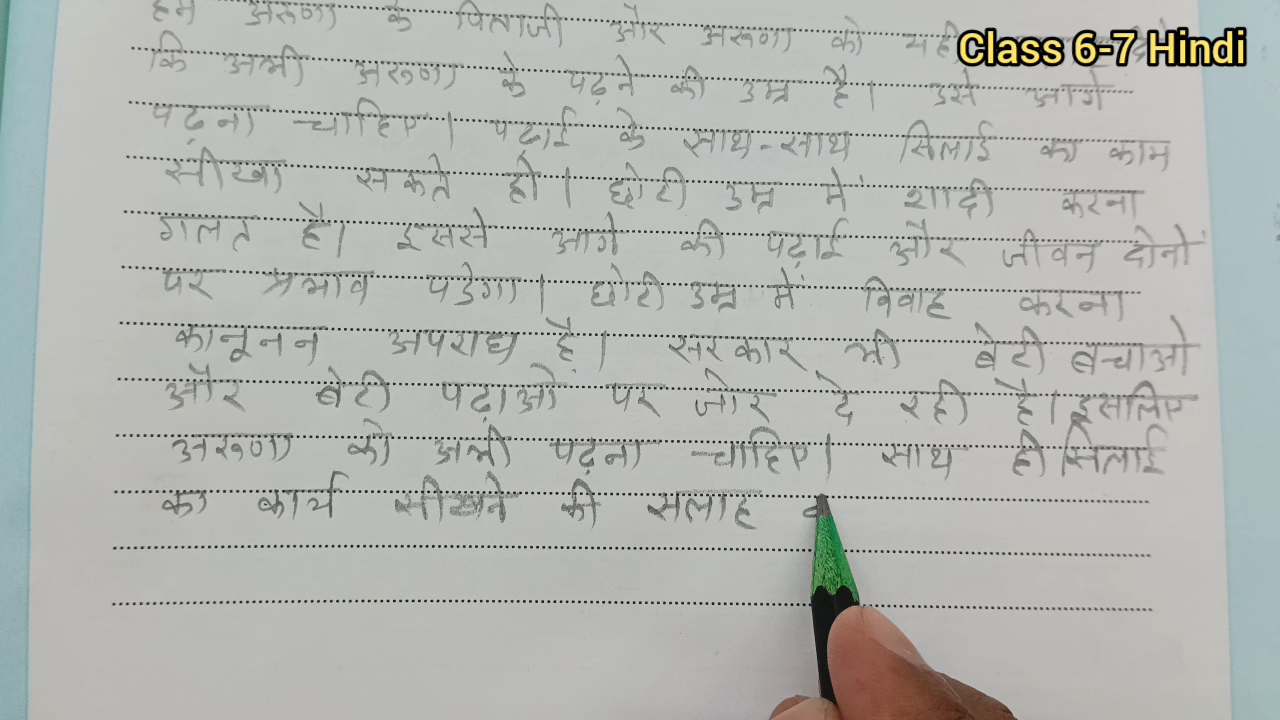 हम अरूणा के पिताजी और अरूणा को यही
Class 6-7 Hindi
कि अभी अरूणा के पढ़ने की उम्र है। उसे आगे
पढ़ना चाहिए। पढ़ाई के साथ-साथ सिलाई का काम
सीखा सकते हो। छोटी उम्र में शादी करना
गलत है। इससे आगे की पढ़ाई और जीवन दोनों
पर प्रभाव पड़ेगा। छोटी उम्र में विवाह करना
कानूनन अपराध है। सरकार भी बेटी बचाओ
और बेटी पढ़ाओ पर जोर दे रही है। इसलिए
अरूणा को अभी पढ़ना चाहिए। साथ ही सिलाई
का कार्य सीखने की सलाह